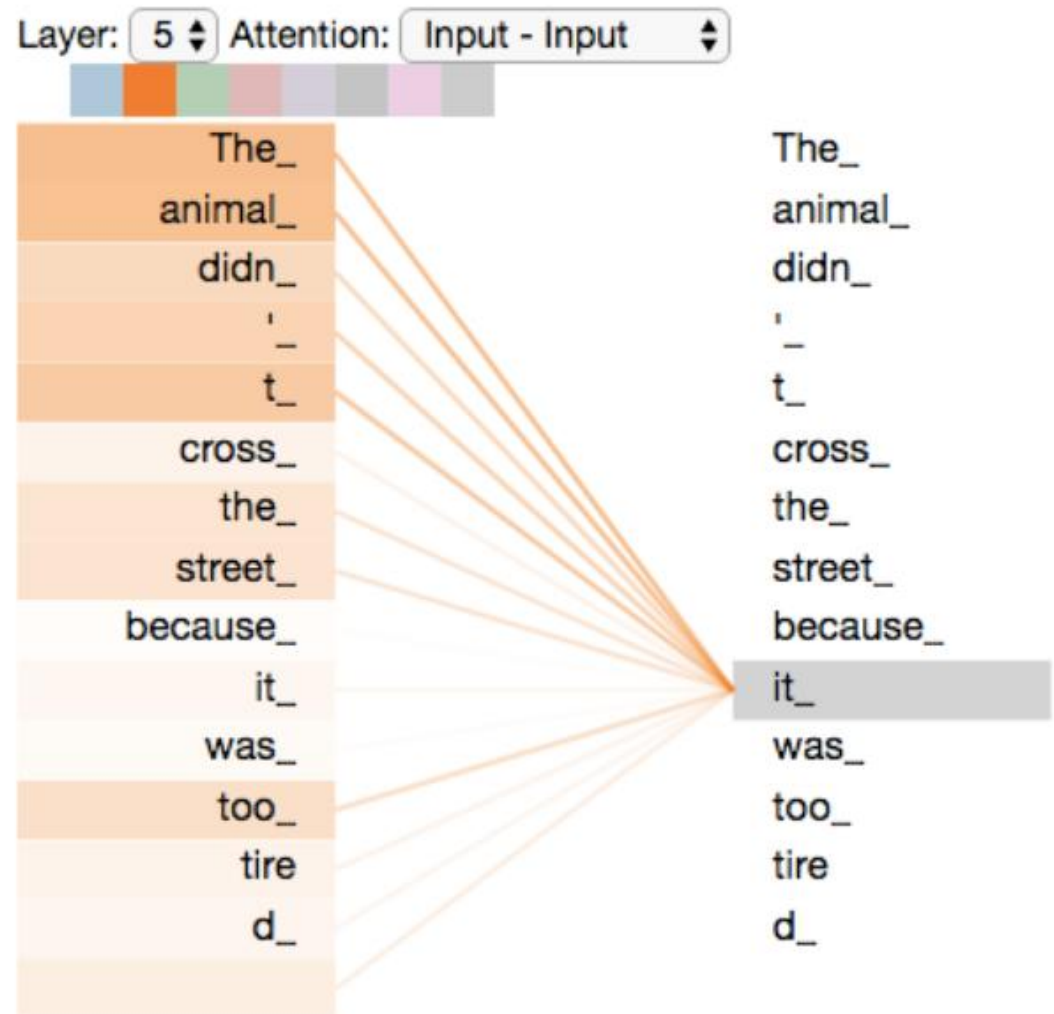 Layer: 5 Attention: Input - Input
The_ The_
animal_ animal_
didn_ didn_
'_ '_
t_ t_
cross_ cross_
the_ the_
street_ street_
because_ because_
it_ it_
was_ was_
too_ too_
tire tire
d_ d_